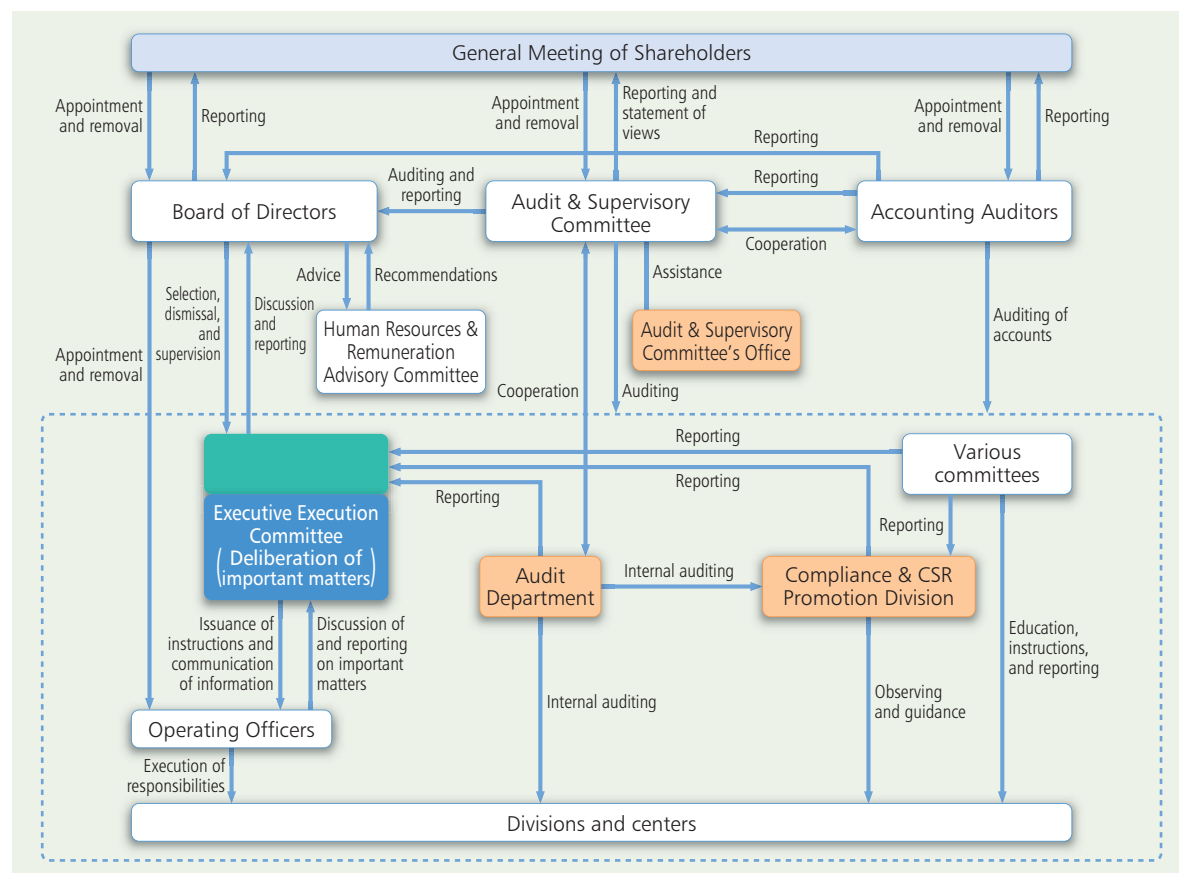 General Meeting of Shareholders
Appointment
and removal
Reporting
Appointment
and removal
Reporting and
statement of
views
Appointment
and removal
Reporting
Reporting
Auditing and
reporting
Reporting
Board of Directors
Audit & Supervisory
Committee
Accounting Auditors
Cooperation
Advice
Recommendations
Assistance
Selection,
dismissal,
and
supervision
Discussion
and
reporting
Human Resources &
Remuneration
Advisory Committee
Audit & Supervisory
Committee's Office
Auditing of
accounts
Appointment
and removal
Cooperation
Auditing
Reporting
Various
committees
Reporting
Reporting
Executive Execution
Committee
(Deliberation of
important matters)
Reporting
Audit
Department
Internal auditing
Compliance & CSR
Promotion Division
Issuance of
instructions and
communication
of information
Discussion of
and reporting
on important
matters
Education,
instructions,
and reporting
Internal auditing
Observing
and guidance
Operating Officers
Execution of
responsibilities
Divisions and centers